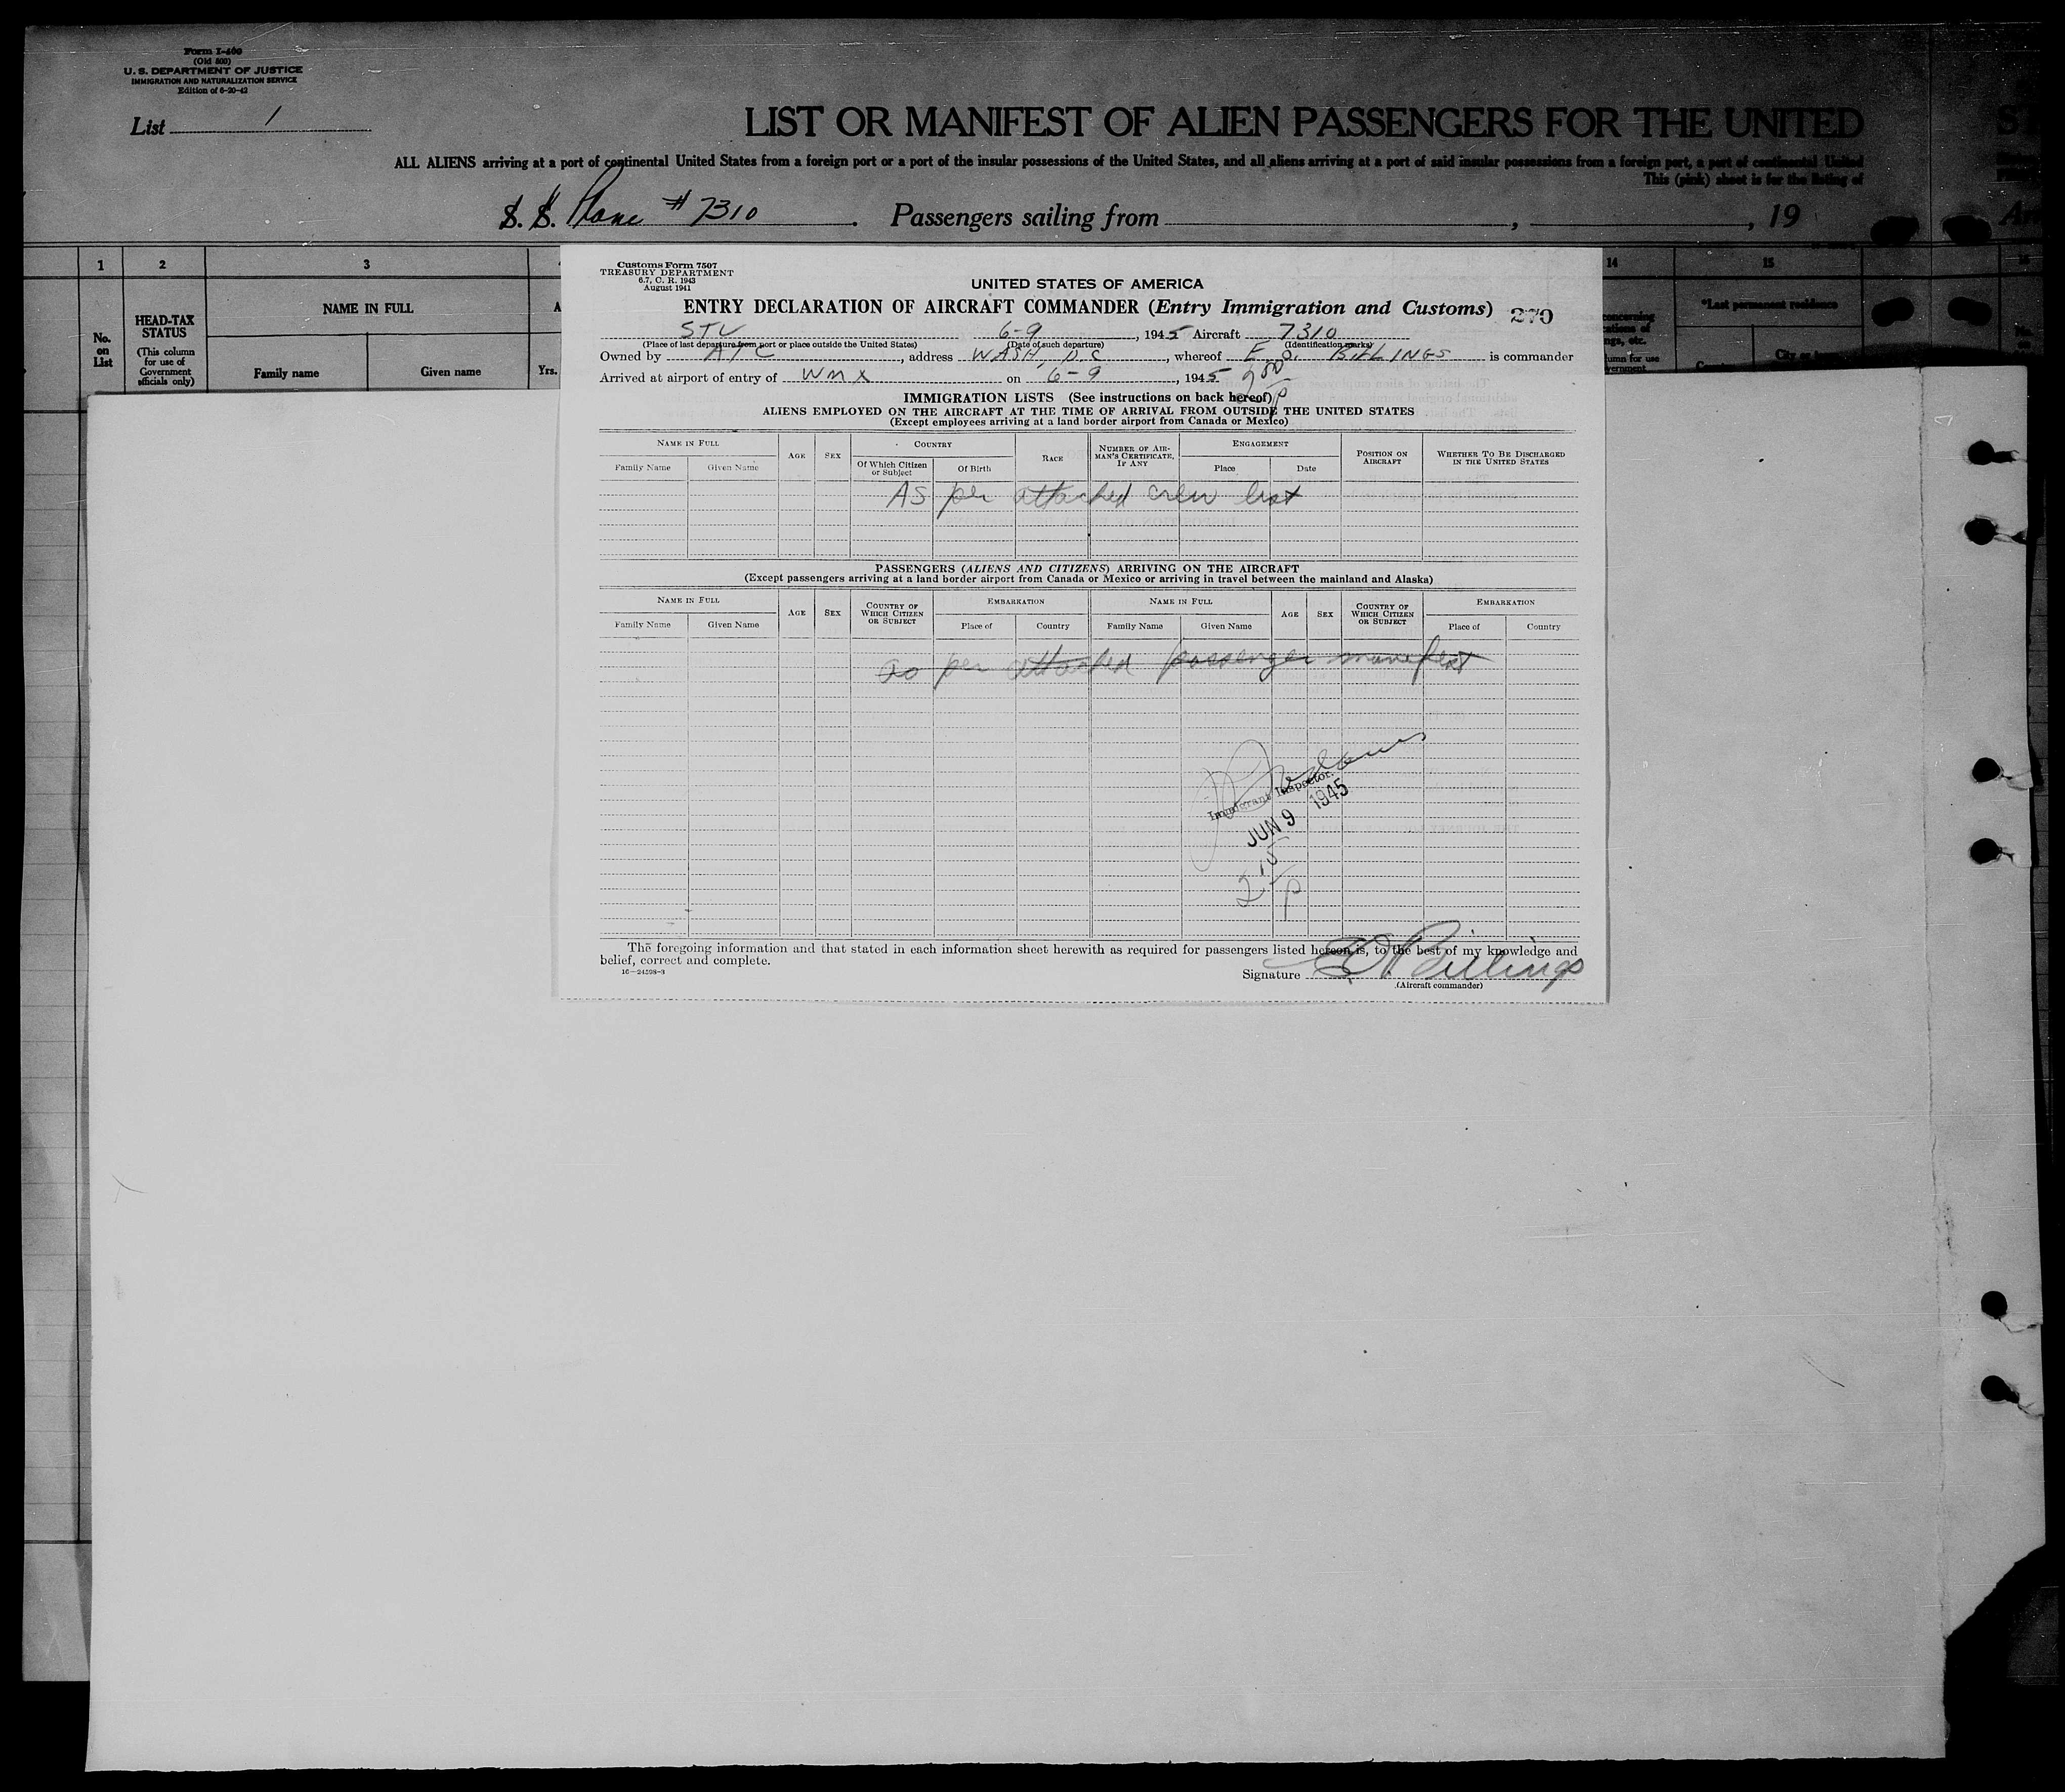 Form I-400
(Old 500)
U. S. DEPARTMENT OF JUSTICE
IMMIGRATION AND NATURALIZATION SERVICE
Edition of 6-20-42
List 1
LIST OR MANIFEST OF ALIEN PASSENGERS FOR THE UNITED
ALL ALIENS arriving at a port of continental United States from a foreign port or a port of the insular possessions of the United States, and all aliens arriving at a port of said insular possessions from a foreign port, a port of continental United
This (pink) sheet is for the listing of
S. S. Plane # 7310. Passengers sailing from , , 19
1 2 3 14 15
No. on List
HEAD-TAX STATUS
(This column for use of Government officials only)
NAME IN FULL
Family name Given name Yrs.
*Last permanent residence
Customs Form 7507
TREASURY DEPARTMENT
6.7, C. R. 1943
August 1941
UNITED STATES OF AMERICA
ENTRY DECLARATION OF AIRCRAFT COMMANDER (Entry Immigration and Customs) 270
STV 6-9, 1945 Aircraft 7310
(Place of last departure from port or place outside the United States) (Date of such departure) (Identification marks)
Owned by ATC, address WASH, D.C., whereof E. O. BILLINGS is commander
Arrived at airport of entry of WMX on 6-9, 1945 200 P
IMMIGRATION LISTS (See instructions on back hereof)
ALIENS EMPLOYED ON THE AIRCRAFT AT THE TIME OF ARRIVAL FROM OUTSIDE THE UNITED STATES
(Except employees arriving at a land border airport from Canada or Mexico)
NAME IN FULL AGE SEX COUNTRY RACE NUMBER OF AIRMAN'S CERTIFICATE, IF ANY ENGAGEMENT POSITION ON AIRCRAFT WHETHER TO BE DISCHARGED IN THE UNITED STATES
Family Name Given Name Of Which Citizen or Subject Of Birth Place Date
As per attached crew list
PASSENGERS (ALIENS AND CITIZENS) ARRIVING ON THE AIRCRAFT
(Except passengers arriving at a land border airport from Canada or Mexico or arriving in travel between the mainland and Alaska)
NAME IN FULL AGE SEX COUNTRY OF WHICH CITIZEN OR SUBJECT EMBARKATION NAME IN FULL AGE SEX COUNTRY OF WHICH CITIZEN OR SUBJECT EMBARKATION
Family Name Given Name Place of Country Family Name Given Name Place of Country
as per attached passenger manifest
Immigrant Inspector.
JUN 9 1945
2 15 P
The foregoing information and that stated in each information sheet herewith as required for passengers listed hereon is, to the best of my knowledge and
belief, correct and complete.
16—24598-3
Signature E O Billings
(Aircraft commander)